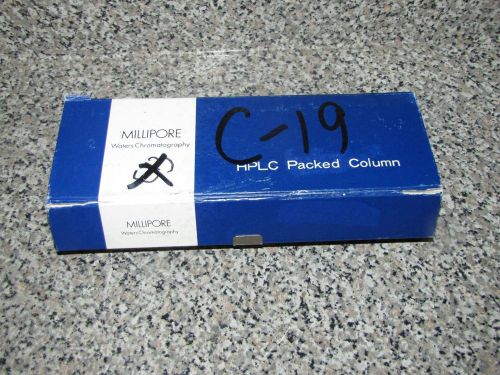 MILLIPORE
Waters Chromatography
C-19
HPLC Packed Column
MILLIPORE
Waters Chromatography